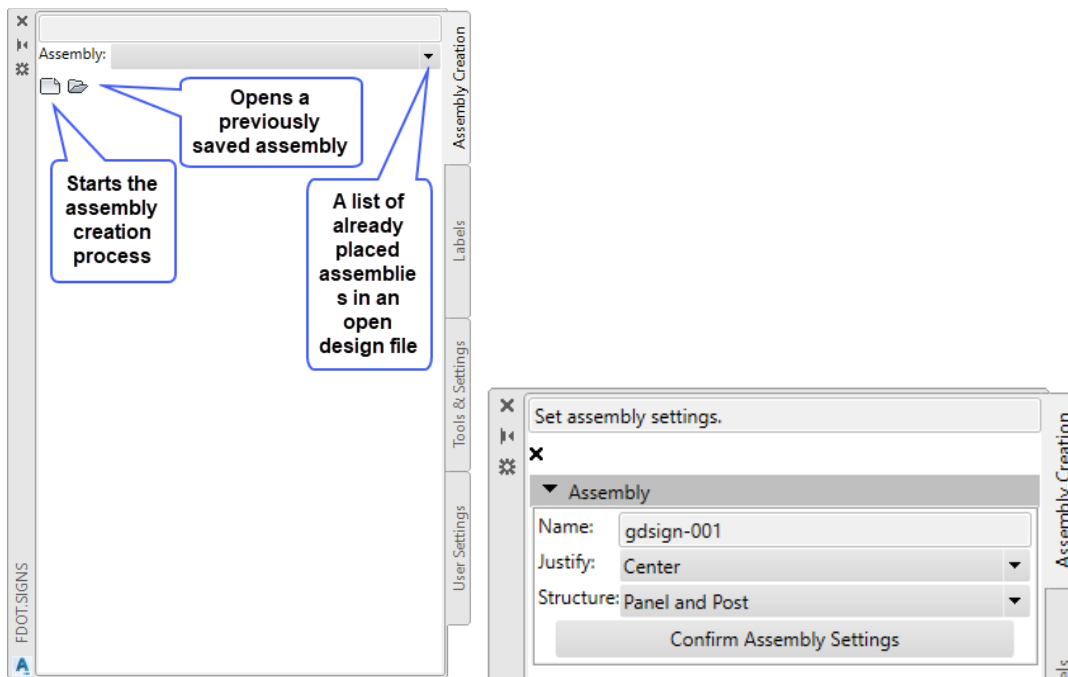 Assembly:
Opens a
previously
saved assembly
Starts the
assembly
creation
process
A list of
already
placed
assemblie
s in an
open
design file
Assembly Creation
Labels
Tools & Settings
User Settings
FDOT.SIGNS
Set assembly settings.
Assembly
Name: gdsign-001
Justify: Center
Structure: Panel and Post
Confirm Assembly Settings
Assembly Creation